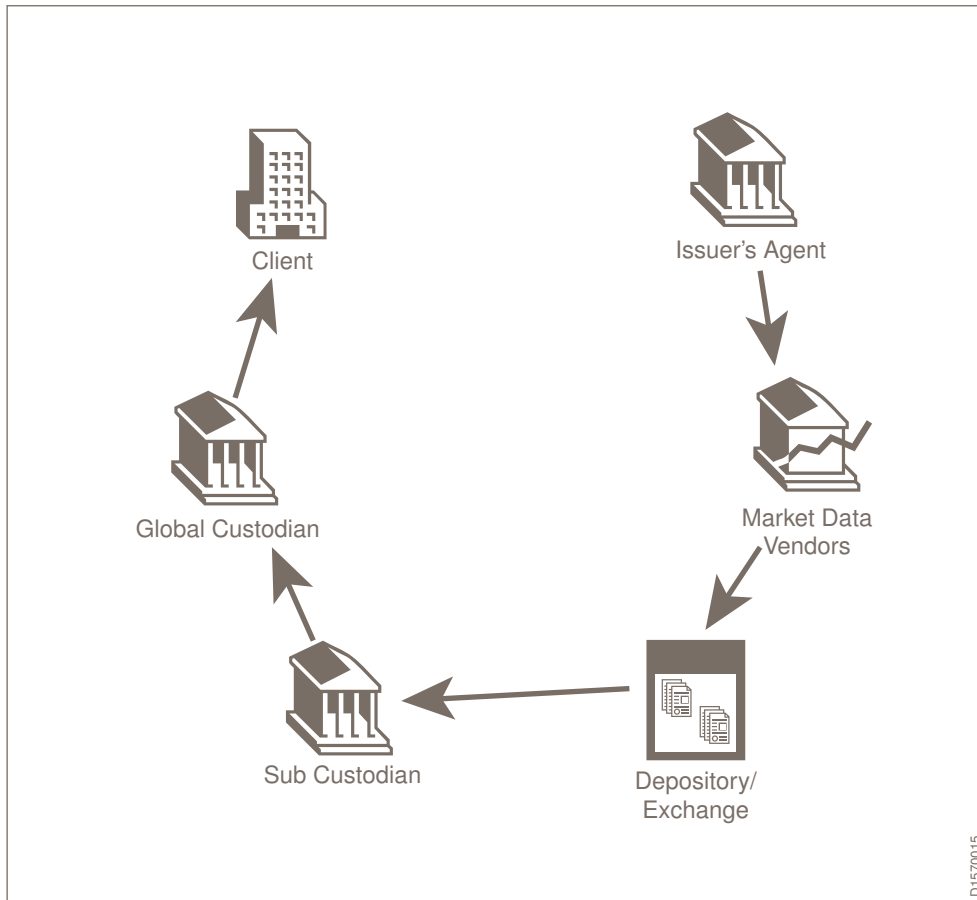 Client
Issuer's Agent
Global Custodian
Market Data
Vendors
Sub Custodian
Depository/
Exchange
D1570015